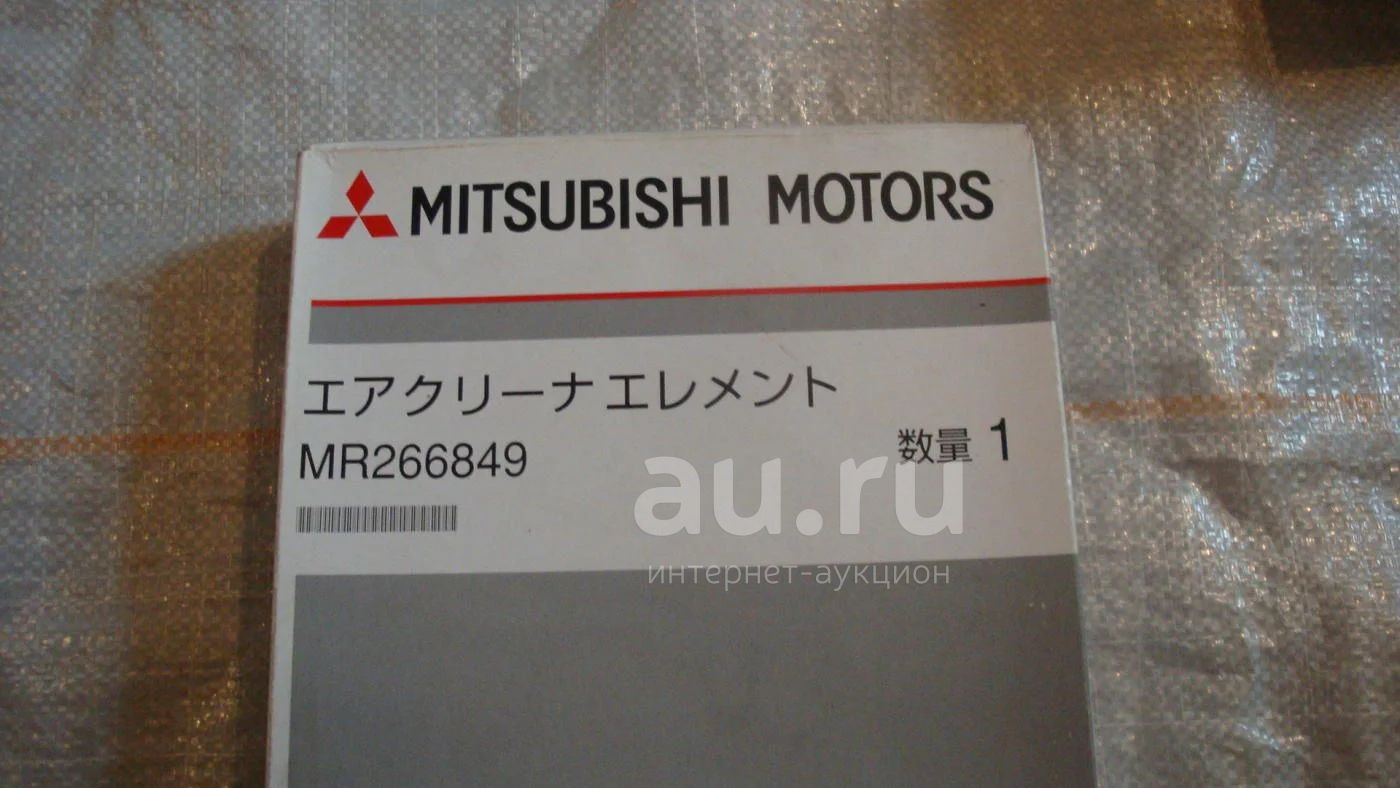 MITSUBISHI MOTORS
エアクリーナエレメント
MR266849
数量 1
au.ru
интернет-аукцион